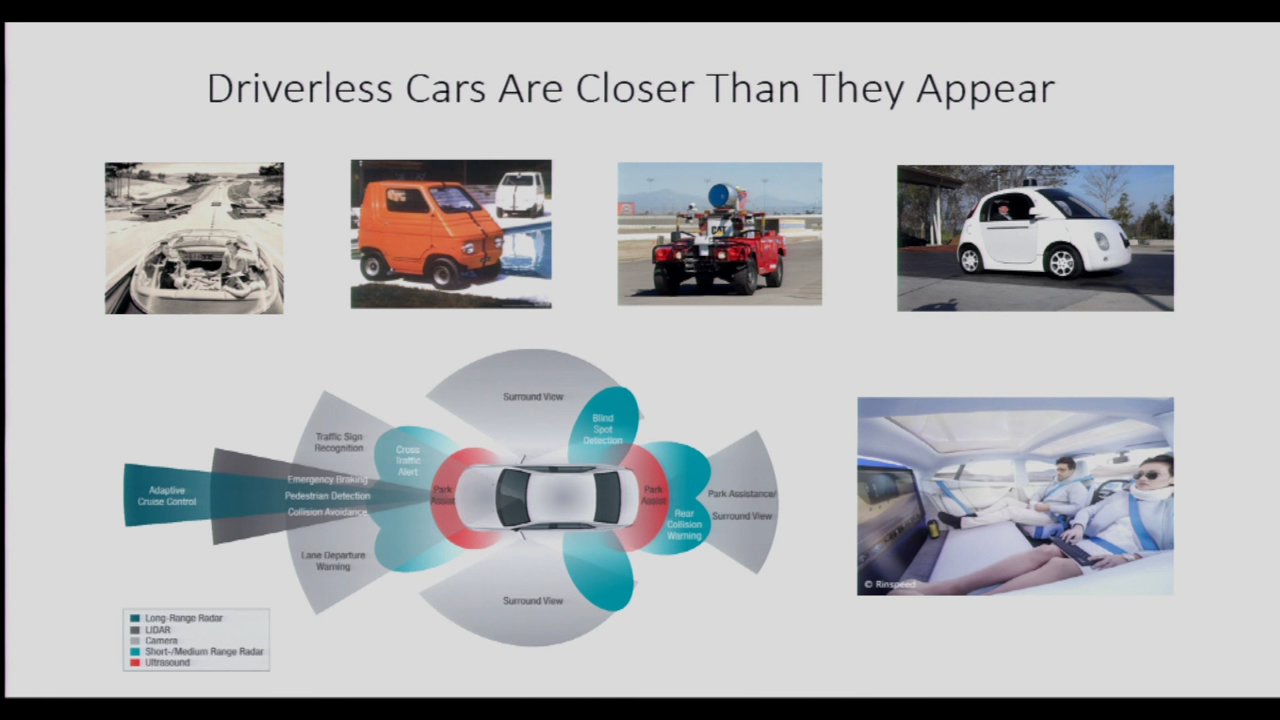 Driverless Cars Are Closer Than They Appear
CAT
Surround View
Blind
Spot
Detection
Traffic Sign
Recognition
Cross
Traffic
Alert
Emergency Braking
Adaptive
Cruise Control
Pedestrian Detection
Collision Avoidance
Park
Assist
Park
Assist
Park Assistance/
Surround View
Rear
Collision
Warning
Lane Departure
Warning
Surround View
Long-Range Radar
LIDAR
Camera
Short-/Medium Range Radar
Ultrasound
© Rinspeed